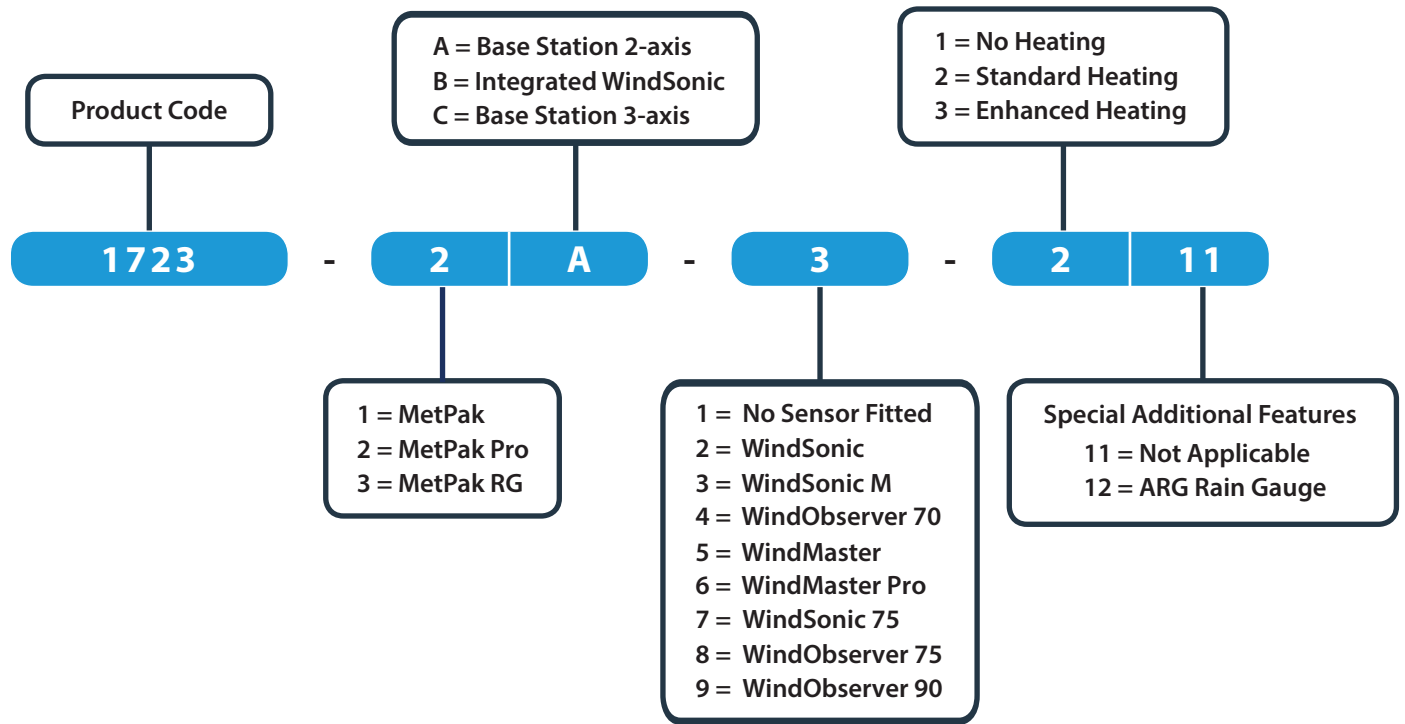 A = Base Station 2-axis
B = Integrated WindSonic
C = Base Station 3-axis
1 = No Heating
2 = Standard Heating
3 = Enhanced Heating
Product Code
1723 - 2 A - 3 - 2 11
1 = MetPak
2 = MetPak Pro
3 = MetPak RG
1 = No Sensor Fitted
2 = WindSonic
3 = WindSonic M
4 = WindObserver 70
5 = WindMaster
6 = WindMaster Pro
7 = WindSonic 75
8 = WindObserver 75
9 = WindObserver 90
Special Additional Features
11 = Not Applicable
12 = ARG Rain Gauge